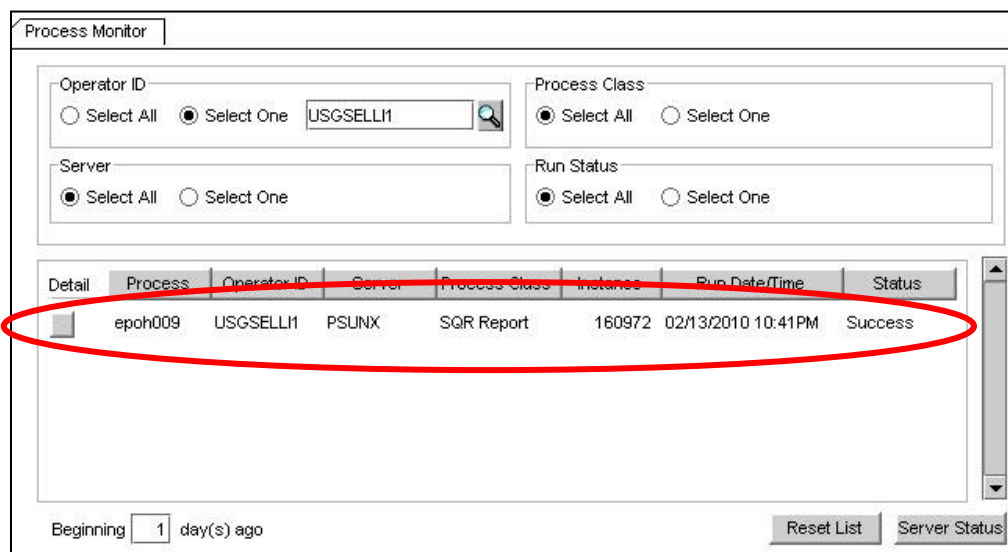 Process Monitor
Operator ID
Select All Select One USGSELLI1
Process Class
Select All Select One
Server
Select All Select One
Run Status
Select All Select One
Detail Process Operator ID Server Process Class Instance Run Date/Time Status
epoh009 USGSELLI1 PSUNX SQR Report 160972 02/13/2010 10:41PM Success
Beginning 1 day(s) ago Reset List Server Status